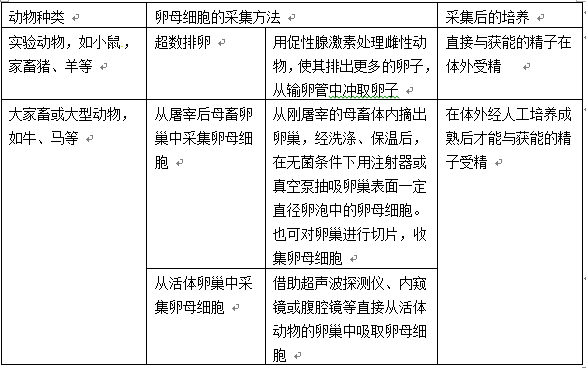 动物种类
卵母细胞的采集方法
采集后的培养
实验动物，如小鼠，
家畜猪、羊等
超数排卵
用促性腺激素处理雌性动
物，使其排出更多的卵子，
从输卵管中冲取卵子
直接与获能的精子在
体外受精
大家畜或大型动物，
如牛、马等
从屠宰后母畜卵
巢中采集卵母细
胞
从刚屠宰的母畜体内摘出
卵巢，经洗涤、保温后，
在无菌条件下用注射器或
真空泵抽吸卵巢表面一定
直径卵泡中的卵母细胞。
也可对卵巢进行切片，收
集卵母细胞
在体外经人工培养成
熟后才能与获能的精
子受精
从活体卵巢中采
集卵母细胞
借助超声波探测仪、内窥
镜或腹腔镜等直接从活体
动物的卵巢中吸取卵母细
胞